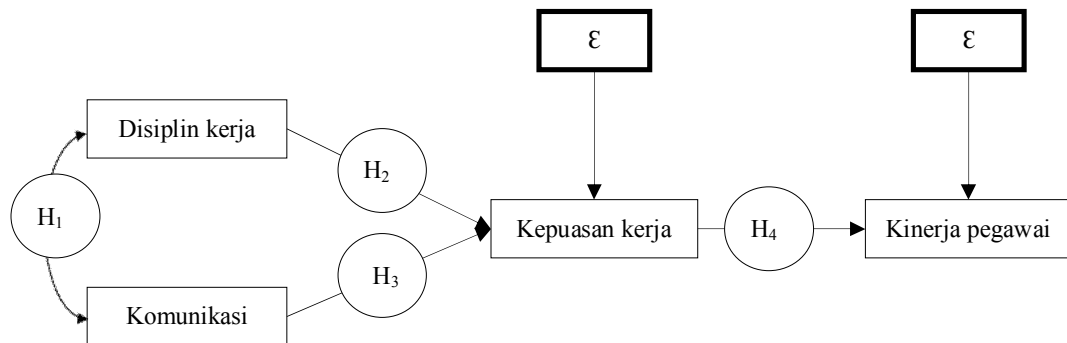 ε
ε
Disiplin kerja
H₂
H₁
Kepuasan kerja
H₄
Kinerja pegawai
H₃
Komunikasi